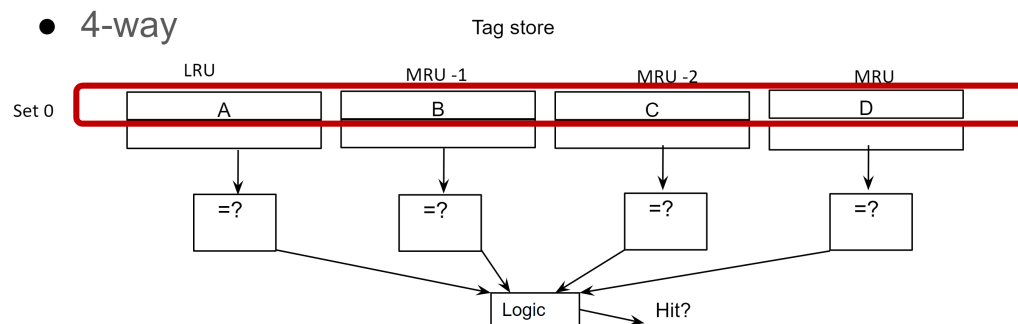 ● 4-way
Tag store
LRU
MRU -1
MRU -2
MRU
Set 0
A
B
C
D
=?
=?
=?
=?
Logic
Hit?